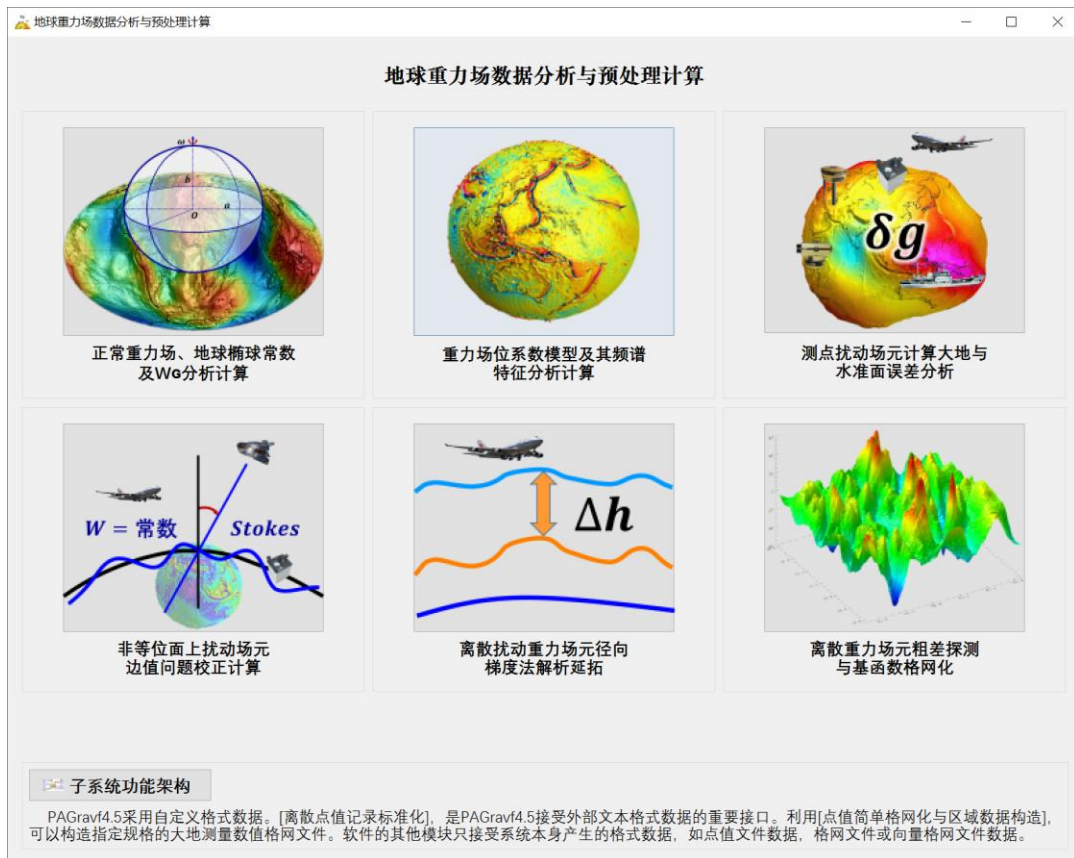 地球重力场数据分析与预处理计算
地球重力场数据分析与预处理计算
ω
b
a
O
正常重力场、地球椭球常数
及WG分析计算
重力场位系数模型及其频谱
特征分析计算
δg
测点扰动场元计算大地与
水准面误差分析
W = 常数
Stokes
非等位面上扰动场元
边值问题校正计算
Δh
离散扰动重力场元径向
梯度法解析延拓
离散重力场元粗差探测
与基函数格网化
子系统功能架构
PAGravf4.5采用自定义格式数据。[离散点值记录标准化]，是PAGravf4.5接受外部文本格式数据的重要接口。利用[点值简单格网化与区域数据构造]，
可以构造指定规格的大地测量数值格网文件。软件的其他模块只接受系统本身产生的格式数据，如点值文件数据，格网文件或向量格网文件数据。